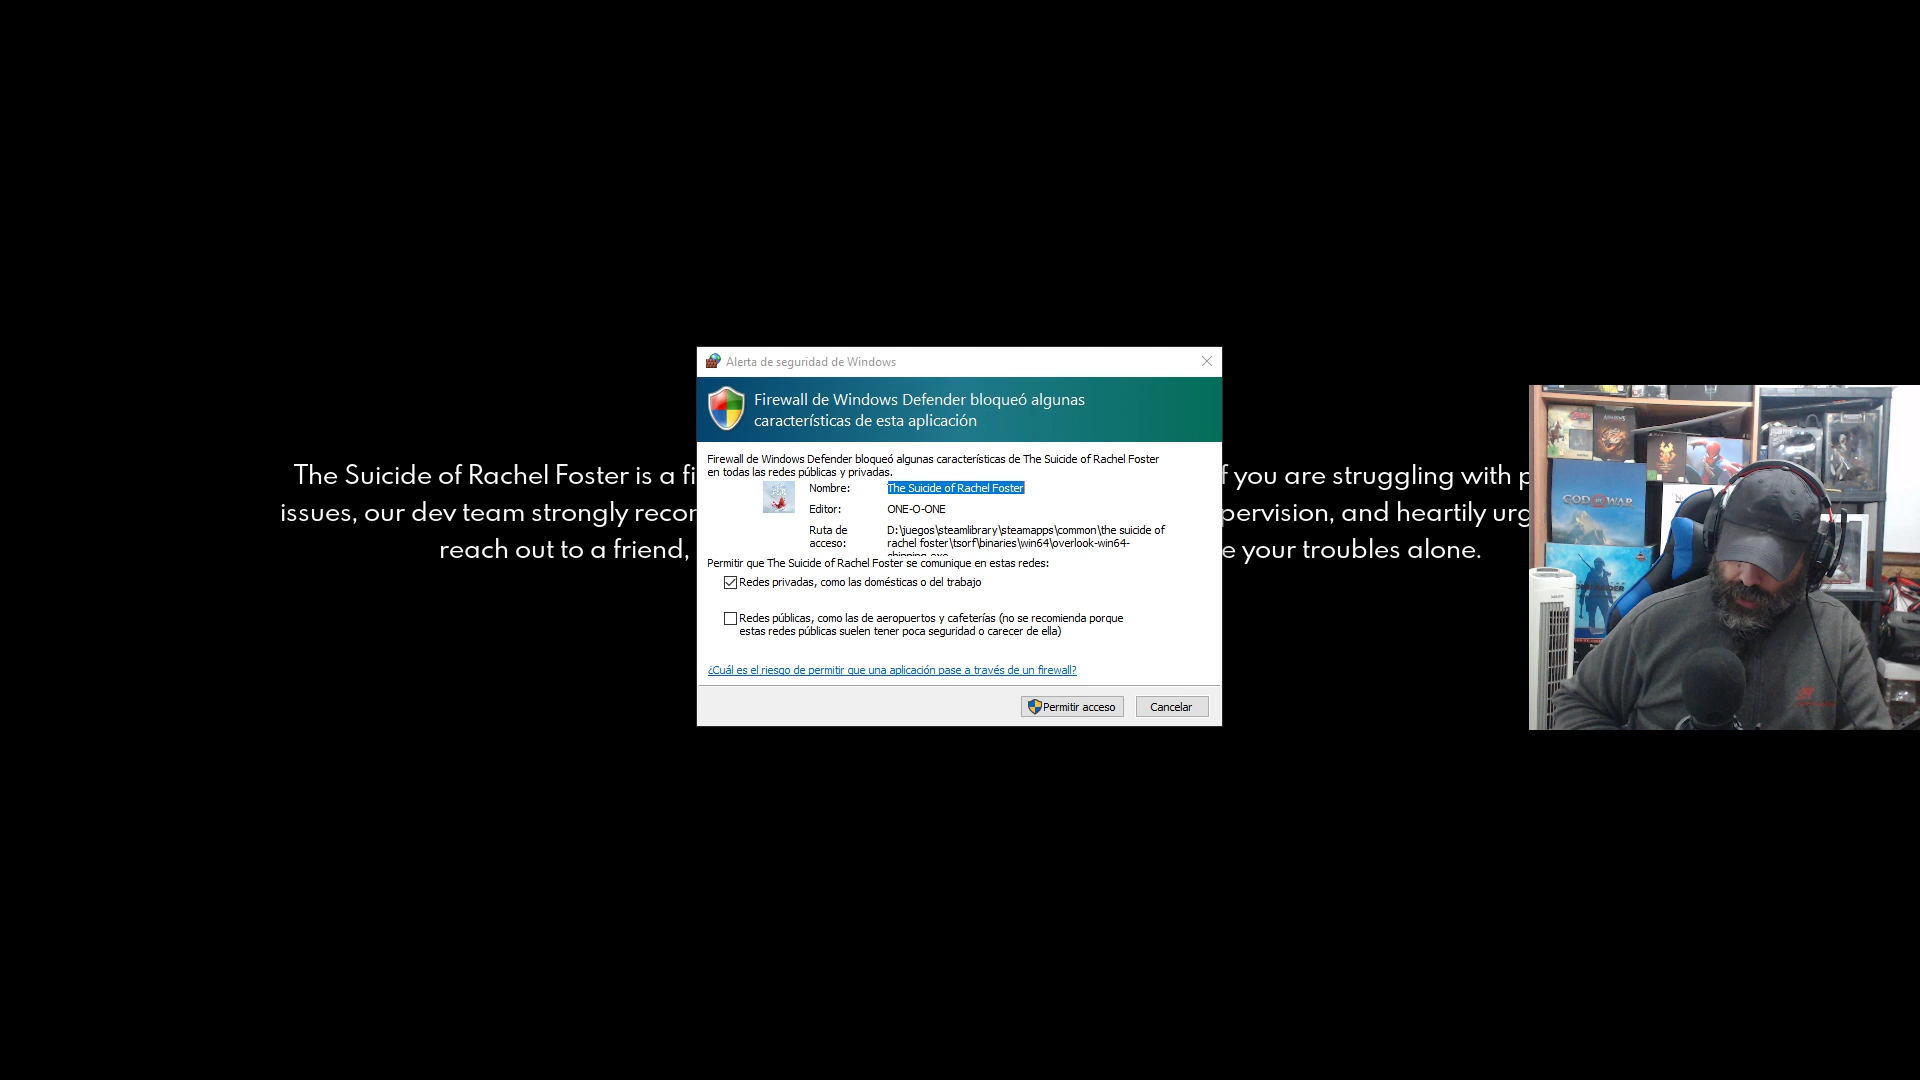 Alerta de seguridad de Windows
Firewall de Windows Defender bloqueó algunas
características de esta aplicación
Firewall de Windows Defender bloqueó algunas características de The Suicide of Rachel Foster
en todas las redes públicas y privadas.
Nombre: The Suicide of Rachel Foster
Editor: ONE-O-ONE
Ruta de acceso: D:\juegos\steamlibrary\steamapps\common\the suicide of
rachel foster\tsorf\binaries\win64\overlook-win64-
shipping.exe
Permitir que The Suicide of Rachel Foster se comunique en estas redes:
Redes privadas, como las domésticas o del trabajo
Redes públicas, como las de aeropuertos y cafeterías (no se recomienda porque
estas redes públicas suelen tener poca seguridad o carecer de ella)
¿Cuál es el riesgo de permitir que una aplicación pase a través de un firewall?
Permitir acceso Cancelar
The Suicide of Rachel Foster is a you are struggling with
issues, our dev team strongly and heartily
reach out to a friend, your troubles alone.
GOD OF WAR